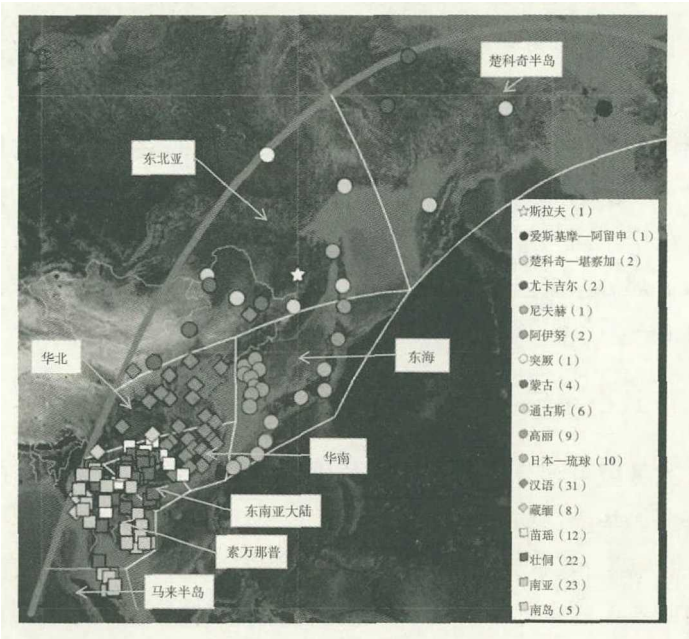 楚科奇半岛
东北亚
华北
东海
华南
东南亚大陆
索万那普
马来半岛
斯拉夫（1）
爱斯基摩—阿留申（1）
楚科奇—堪察加（2）
尤卡吉尔（2）
尼夫赫（1）
阿伊努（2）
突厥（1）
蒙古（4）
通古斯（6）
高丽（9）
日本—琉球（10）
汉语（31）
藏缅（8）
苗瑶（12）
壮侗（22）
南亚（23）
南岛（5）